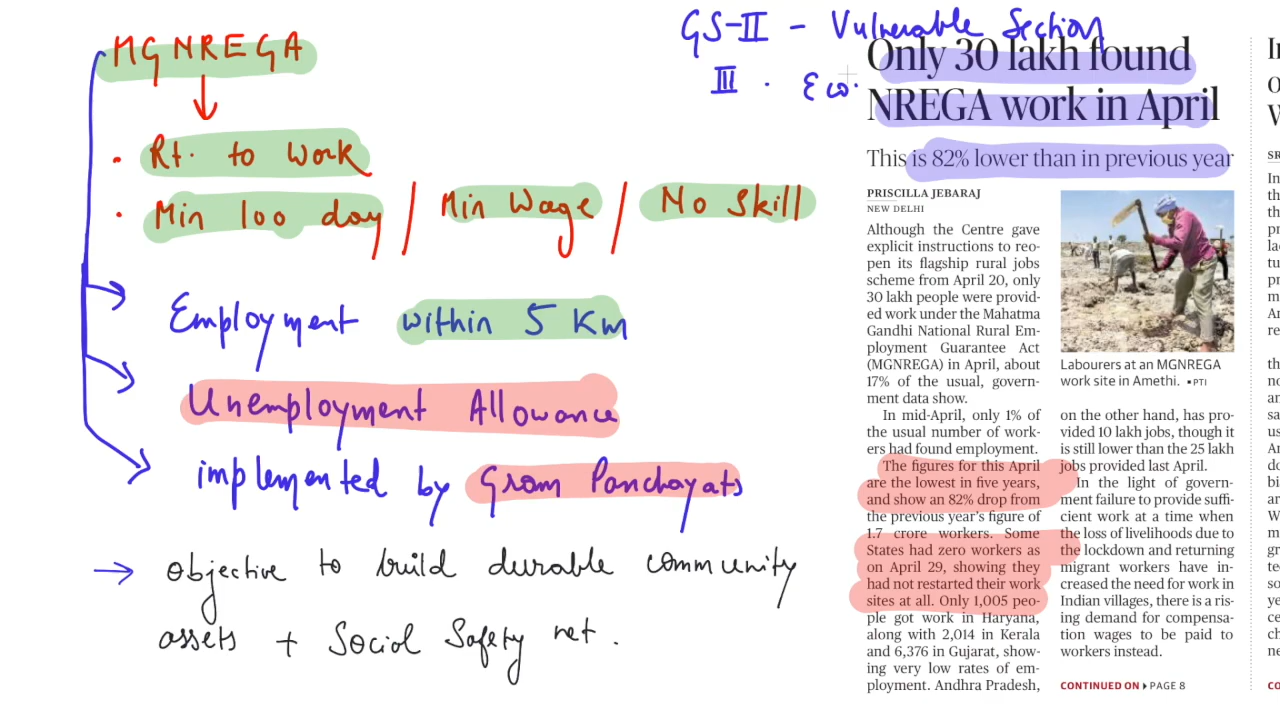 GS-II - Vulnerable Section
III . Eco.
MGNREGA
• Rt. to Work
• Min 100 day / Min Wage / No Skill
Employment within 5 Km
Unemployment Allowance
implemented by Gram Panchayats
→ objective to build durable community
assets + Social Safety net.
Only 30 lakh found
NREGA work in April
This is 82% lower than in previous year
PRISCILLA JEBARAJ
NEW DELHI
Although the Centre gave
explicit instructions to reo-
pen its flagship rural jobs
scheme from April 20, only
30 lakh people were provid-
ed work under the Mahatma
Gandhi National Rural Em-
ployment Guarantee Act
(MGNREGA) in April, about
17% of the usual, govern-
ment data show.
In mid-April, only 1% of
the usual number of work-
ers had found employment.
The figures for this April
are the lowest in five years,
and show an 82% drop from
the previous year's figure of
1.7 crore workers. Some
States had zero workers as
on April 29, showing they
had not restarted their work
sites at all. Only 1,005 peo-
ple got work in Haryana,
along with 2,014 in Kerala
and 6,376 in Gujarat, show-
ing very low rates of em-
ployment. Andhra Pradesh,
Labourers at an MGNREGA
work site in Amethi. • PTI
on the other hand, has pro-
vided 10 lakh jobs, though it
is still lower than the 25 lakh
jobs provided last April.
In the light of govern-
ment failure to provide suffi-
cient work at a time when
the loss of livelihoods due to
the lockdown and returning
migrant workers have in-
creased the need for work in
Indian villages, there is a ris-
ing demand for compensa-
tion wages to be paid to
workers instead.
CONTINUED ON ▸ PAGE 8